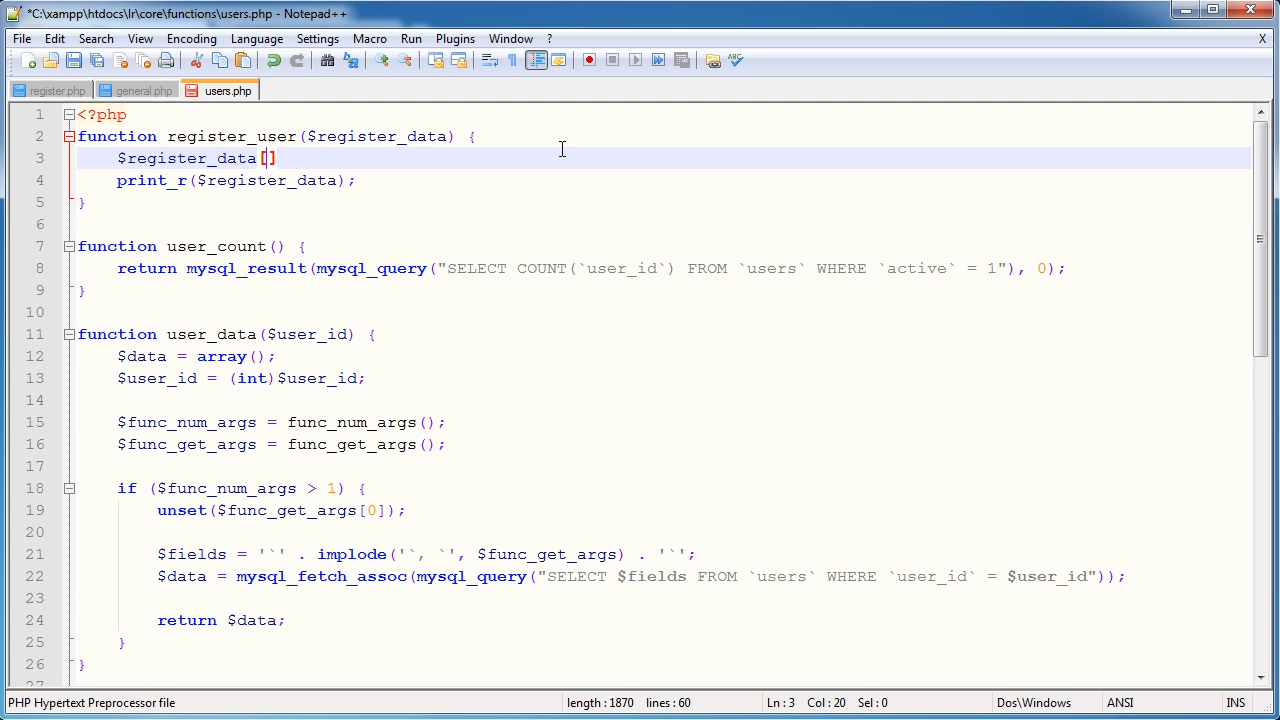 *C:\xampp\htdocs\lr\core\functions\users.php - Notepad++
File Edit Search View Encoding Language Settings Macro Run Plugins Window ? X
register.php general.php users.php
1 <?php
2 function register_user($register_data) {
3 $register_data[]
4 print_r($register_data);
5 }
6
7 function user_count() {
8 return mysql_result(mysql_query("SELECT COUNT(`user_id`) FROM `users` WHERE `active` = 1"), 0);
9 }
10
11 function user_data($user_id) {
12 $data = array();
13 $user_id = (int)$user_id;
14
15 $func_num_args = func_num_args();
16 $func_get_args = func_get_args();
17
18 if ($func_num_args > 1) {
19 unset($func_get_args[0]);
20
21 $fields = '`' . implode('`, `', $func_get_args) . '`';
22 $data = mysql_fetch_assoc(mysql_query("SELECT $fields FROM `users` WHERE `user_id` = $user_id"));
23
24 return $data;
25 }
26 }
27
PHP Hypertext Preprocessor file length : 1870 lines : 60 Ln : 3 Col : 20 Sel : 0 Dos\Windows ANSI INS